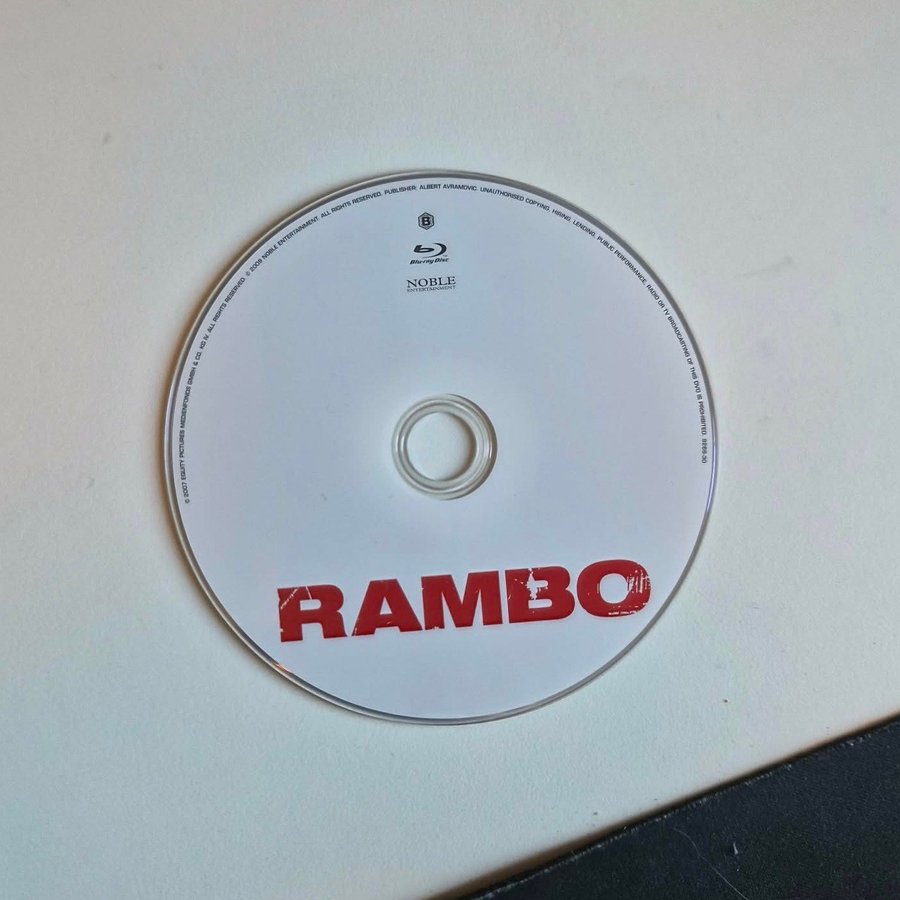 © 2007 EQUITY PICTURES MEDIENFONDS GMBH & CO. KG IV. ALL RIGHTS RESERVED. © 2008 NOBLE ENTERTAINMENT. ALL RIGHTS RESERVED. PUBLISHER: ALBERT AVRAMOVIC. UNAUTHORISED COPYING, HIRING, LENDING, PUBLIC PERFORMANCE, RADIO OR TV BROADCASTING OF THIS DVD IS PROHIBITED. 9266-30
B
Blu-ray Disc
NOBLE
ENTERTAINMENT
RAMBO